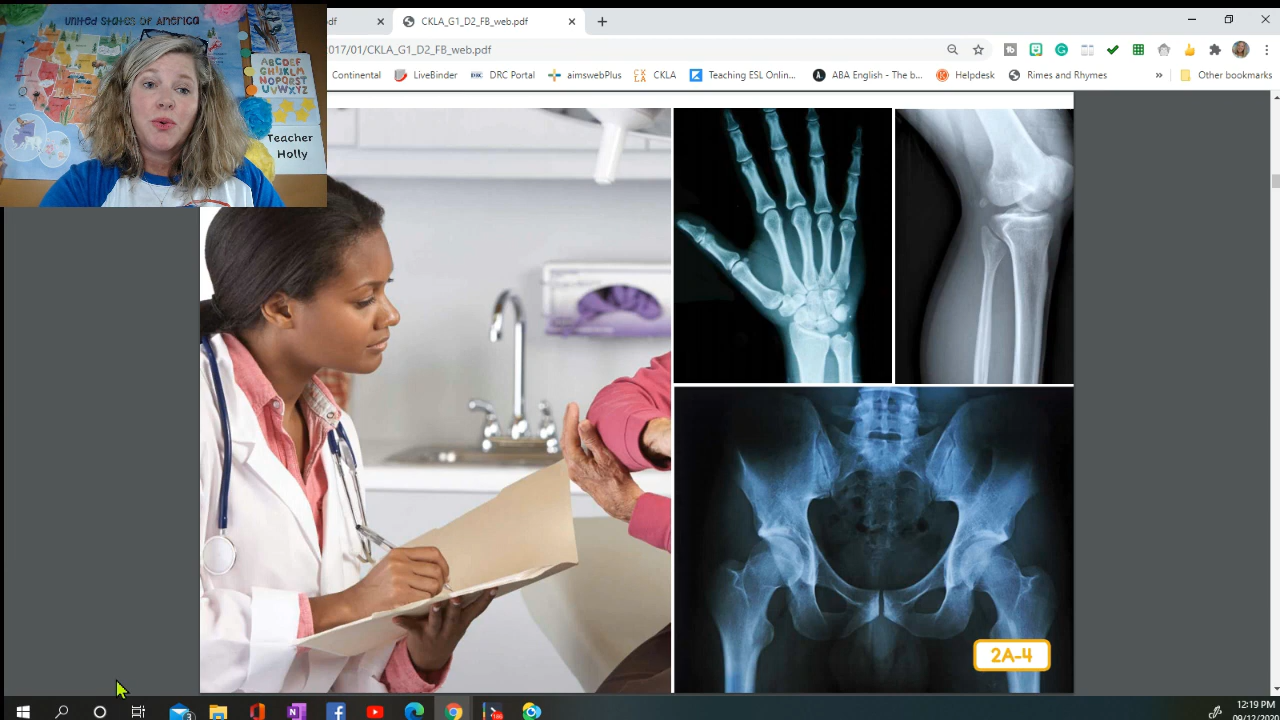 United States of America
ABCDEF
GHIJKLM
NOPQRST
UVWXYZ
Teacher
Holly
df
CKLA_G1_D2_FB_web.pdf
017/01/CKLA_G1_D2_FB_web.pdf
Continental
LiveBinder
DRC Portal
aimswebPlus
CKLA
Teaching ESL Onlin...
ABA English - The b...
Helpdesk
Rimes and Rhymes
»
Other bookmarks
2A-4
12:19 PM